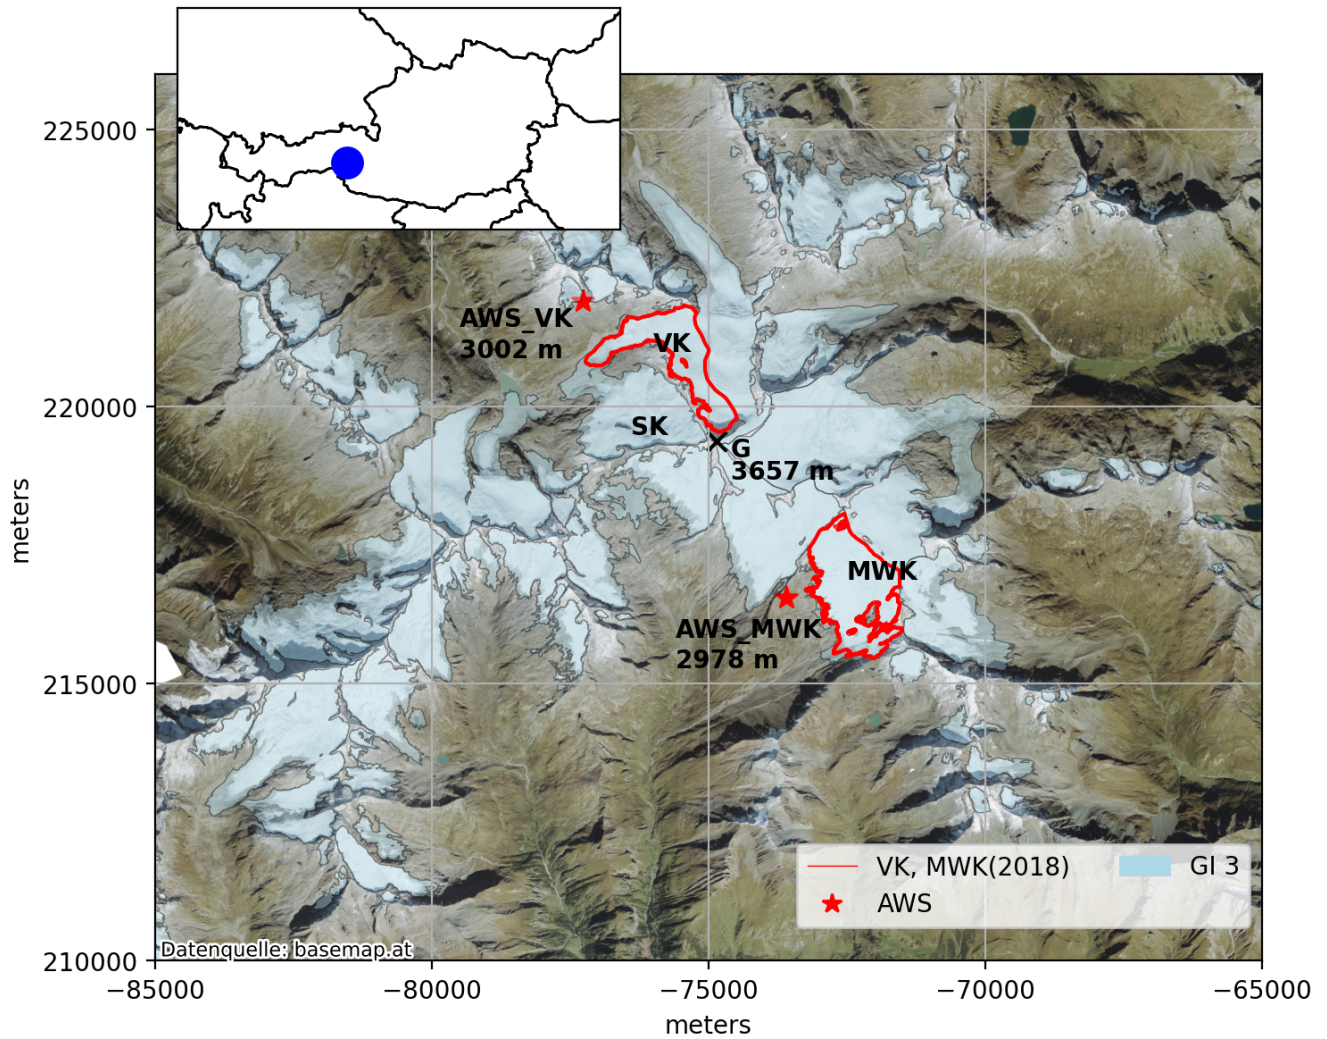 225000
220000
215000
210000
meters
AWS_VK
3002 m
VK
SK
G
3657 m
MWK
AWS_MWK
2978 m
VK, MWK(2018)
AWS
GI 3
Datenquelle: basemap.at
−85000
−80000
−75000
−70000
−65000
meters